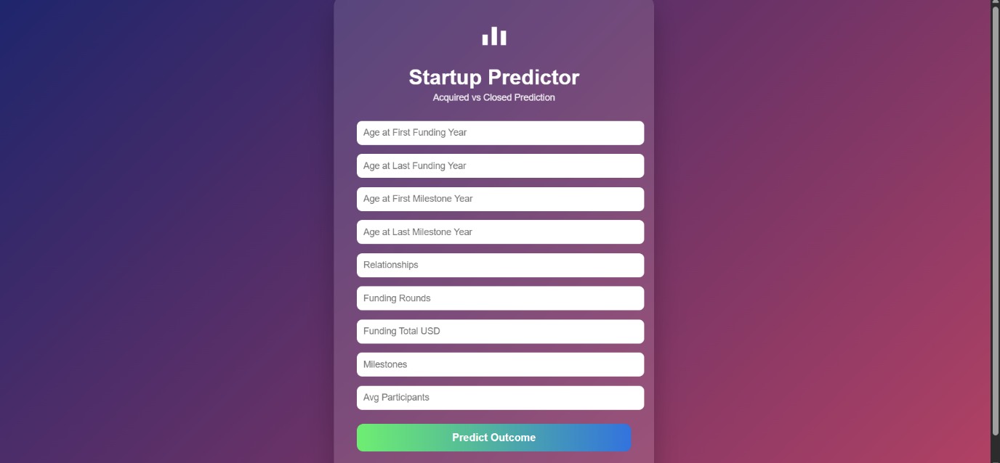 Startup Predictor
Acquired vs Closed Prediction
Age at First Funding Year
Age at Last Funding Year
Age at First Milestone Year
Age at Last Milestone Year
Relationships
Funding Rounds
Funding Total USD
Milestones
Avg Participants
Predict Outcome